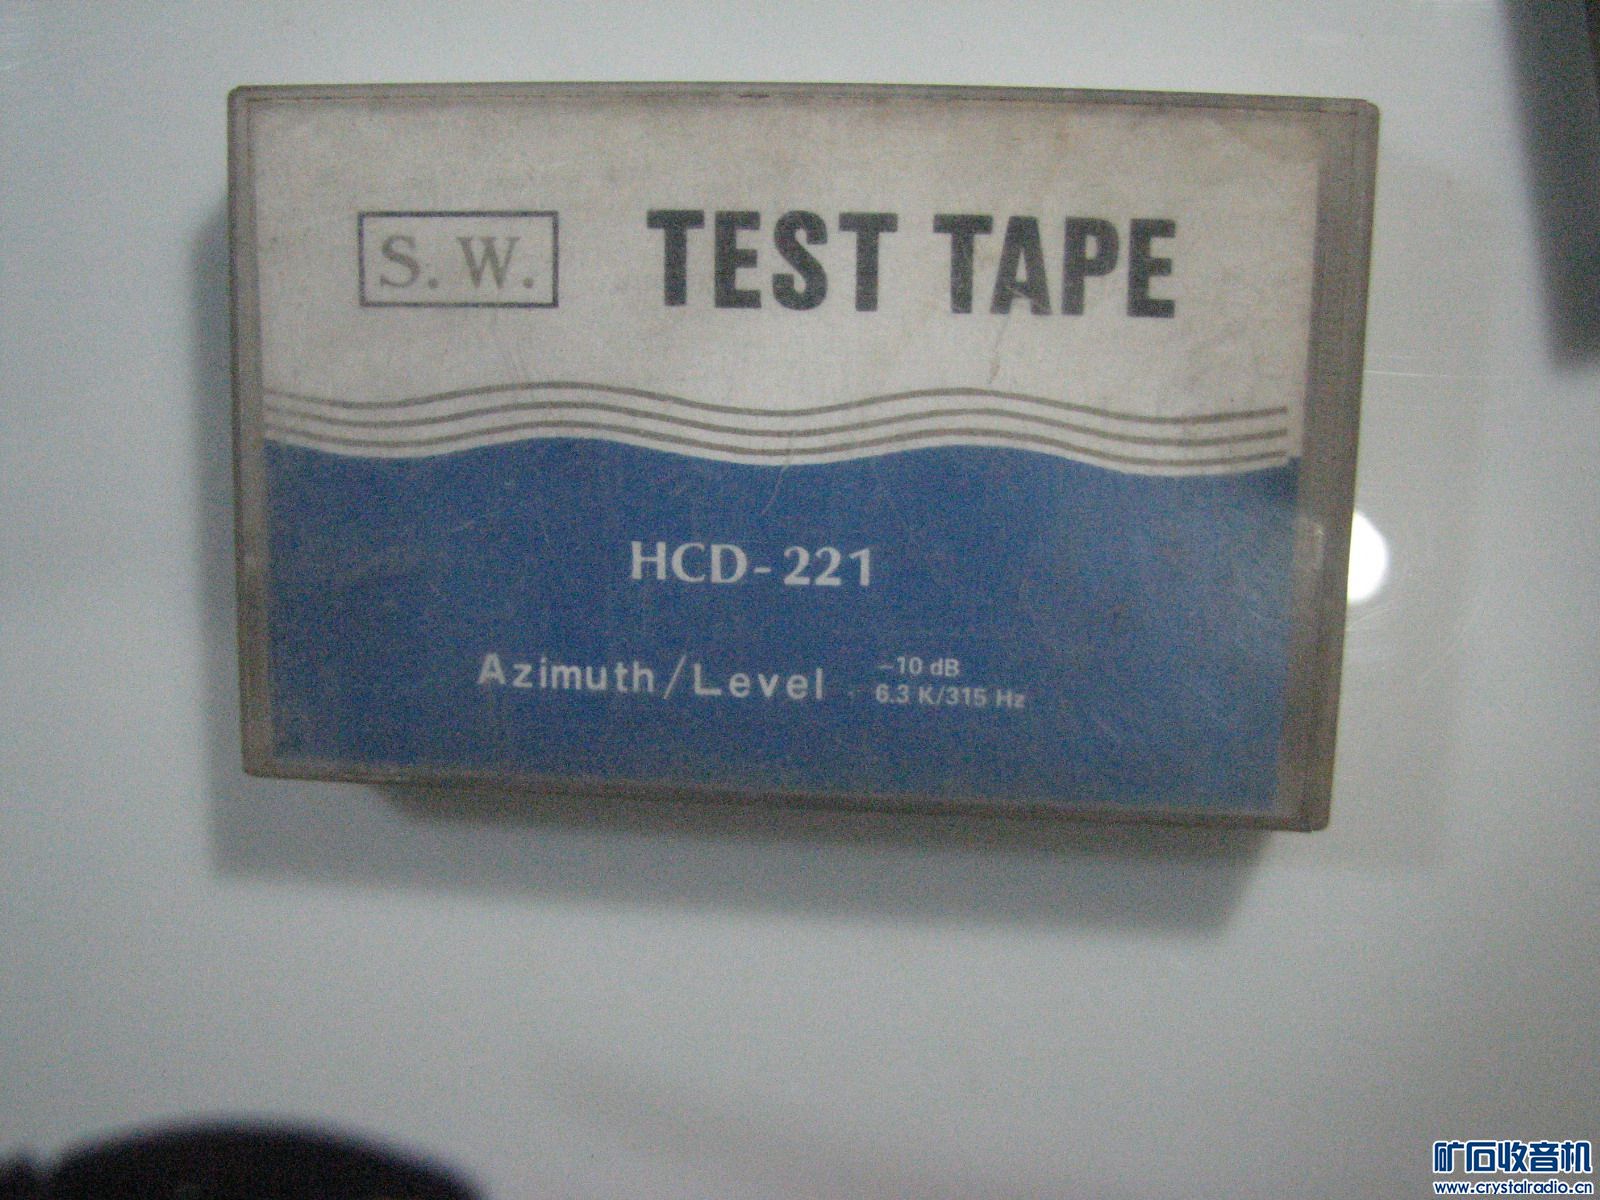 S. W.
TEST TAPE
HCD-221
Azimuth/Level
-10 dB
6.3 K/315 Hz
矿石收音机
www.crystalradio.cn